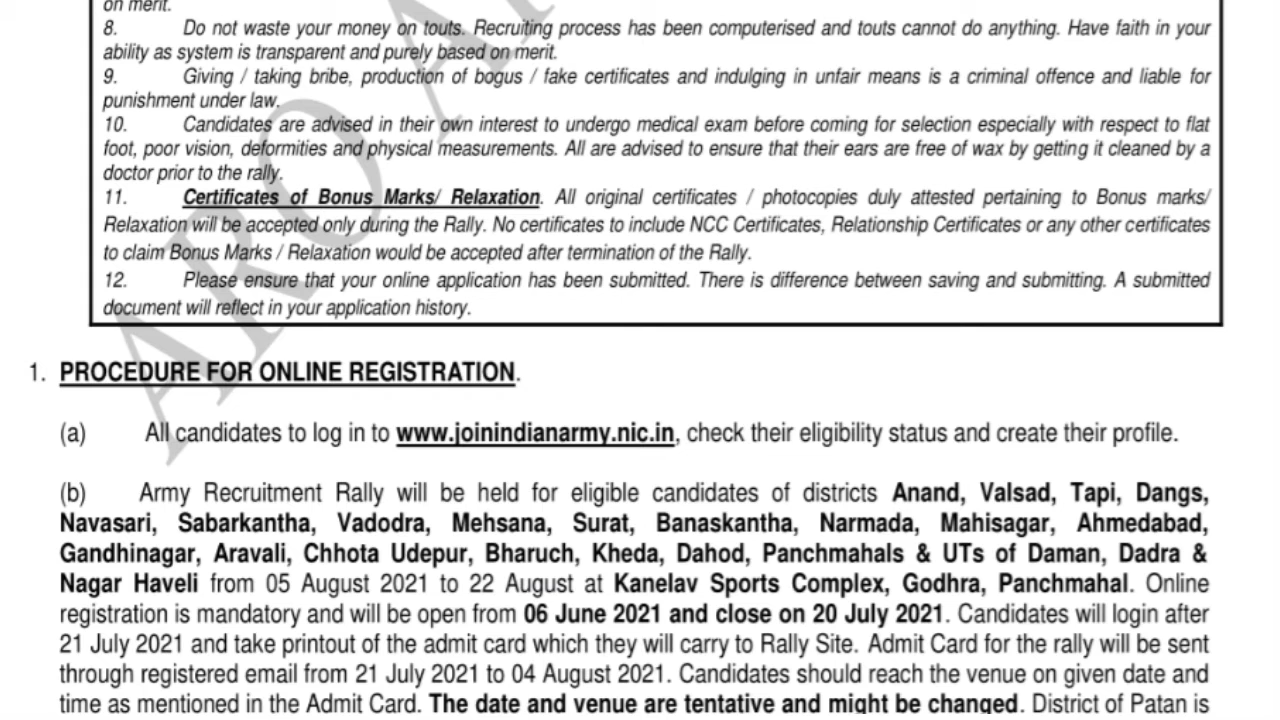 on merit.
8. Do not waste your money on touts. Recruiting process has been computerised and touts cannot do anything. Have faith in your
ability as system is transparent and purely based on merit.
9. Giving / taking bribe, production of bogus / fake certificates and indulging in unfair means is a criminal offence and liable for
punishment under law.
10. Candidates are advised in their own interest to undergo medical exam before coming for selection especially with respect to flat
foot, poor vision, deformities and physical measurements. All are advised to ensure that their ears are free of wax by getting it cleaned by a
doctor prior to the rally.
11. Certificates of Bonus Marks/ Relaxation. All original certificates / photocopies duly attested pertaining to Bonus marks/
Relaxation will be accepted only during the Rally. No certificates to include NCC Certificates, Relationship Certificates or any other certificates
to claim Bonus Marks / Relaxation would be accepted after termination of the Rally.
12. Please ensure that your online application has been submitted. There is difference between saving and submitting. A submitted
document will reflect in your application history.
1. PROCEDURE FOR ONLINE REGISTRATION.
(a) All candidates to log in to www.joinindianarmy.nic.in, check their eligibility status and create their profile.
(b) Army Recruitment Rally will be held for eligible candidates of districts Anand, Valsad, Tapi, Dangs,
Navasari, Sabarkantha, Vadodra, Mehsana, Surat, Banaskantha, Narmada, Mahisagar, Ahmedabad,
Gandhinagar, Aravali, Chhota Udepur, Bharuch, Kheda, Dahod, Panchmahals & UTs of Daman, Dadra &
Nagar Haveli from 05 August 2021 to 22 August at Kanelav Sports Complex, Godhra, Panchmahal. Online
registration is mandatory and will be open from 06 June 2021 and close on 20 July 2021. Candidates will login after
21 July 2021 and take printout of the admit card which they will carry to Rally Site. Admit Card for the rally will be sent
through registered email from 21 July 2021 to 04 August 2021. Candidates should reach the venue on given date and
time as mentioned in the Admit Card. The date and venue are tentative and might be changed. District of Patan is
ARO A